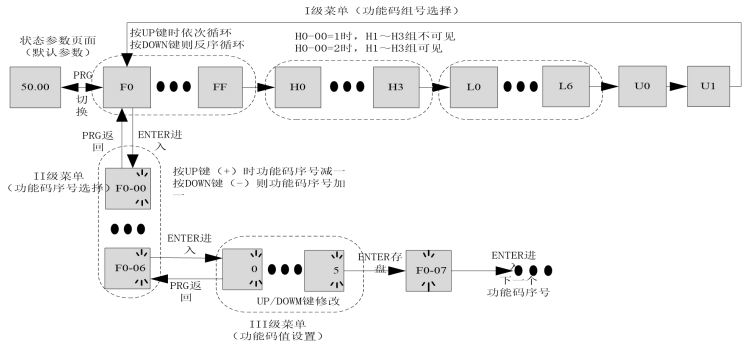 I级菜单（功能码组号选择）
状态参数页面
（默认参数）
按UP键时依次循环
按DOWN键则反序循环
H0-00=1时，H1～H3组不可见
H0-00=2时，H1～H3组可见
50.00
PRG
切
换
F0
FF
H0
H3
L0
L6
U0
U1
PRG返
回
ENTER进
入
II级菜单
（功能码序号选择）
F0-00
按UP键（+）时功能码序号减一
按DOWN键（-）则功能码序号加
一
F0-06
ENTER进
入
PRG返
回
0
5
UP/DOWM键修改
ENTER存
盘
F0-07
ENTER进
入
下一个
功能码序号
III级菜单
（功能码值设置）